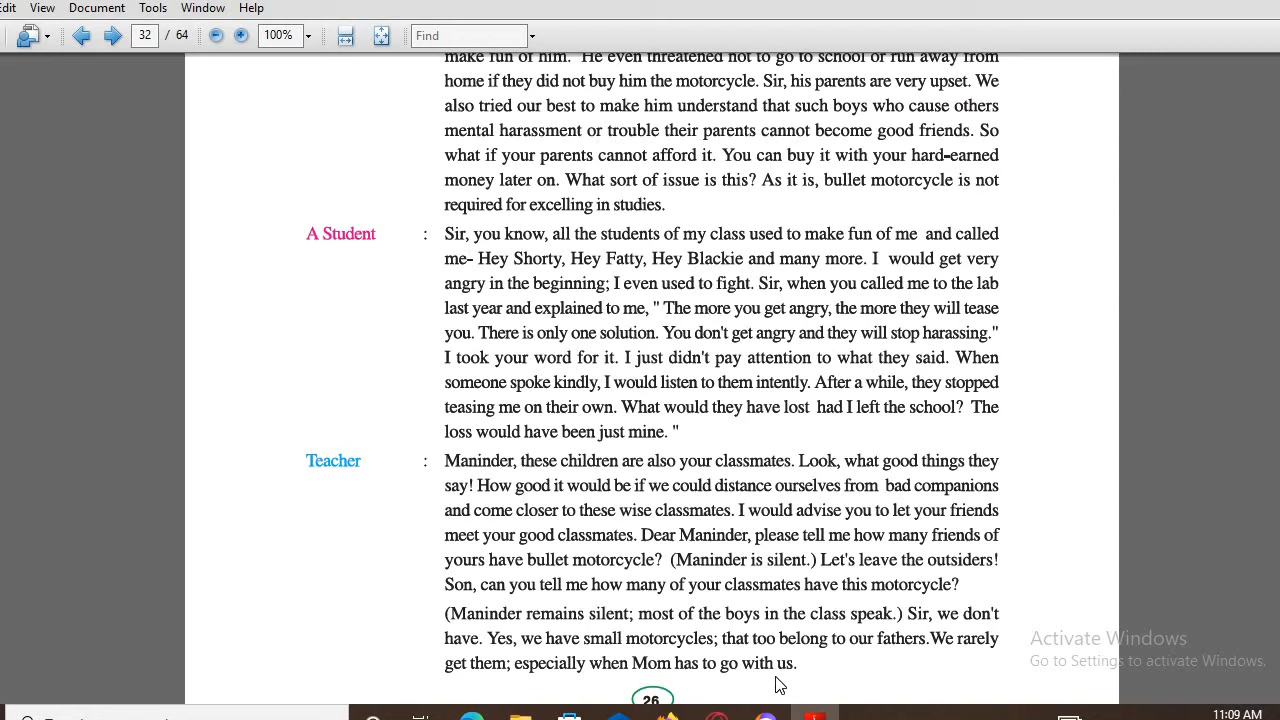 Edit View Document Tools Window Help
32 / 64 100% Find
make fun of him. He even threatened not to go to school or run away from
home if they did not buy him the motorcycle. Sir, his parents are very upset. We
also tried our best to make him understand that such boys who cause others
mental harassment or trouble their parents cannot become good friends. So
what if your parents cannot afford it. You can buy it with your hard-earned
money later on. What sort of issue is this? As it is, bullet motorcycle is not
required for excelling in studies.
A Student : Sir, you know, all the students of my class used to make fun of me and called
me- Hey Shorty, Hey Fatty, Hey Blackie and many more. I would get very
angry in the beginning; I even used to fight. Sir, when you called me to the lab
last year and explained to me, " The more you get angry, the more they will tease
you. There is only one solution. You don't get angry and they will stop harassing."
I took your word for it. I just didn't pay attention to what they said. When
someone spoke kindly, I would listen to them intently. After a while, they stopped
teasing me on their own. What would they have lost had I left the school? The
loss would have been just mine. "
Teacher : Maninder, these children are also your classmates. Look, what good things they
say! How good it would be if we could distance ourselves from bad companions
and come closer to these wise classmates. I would advise you to let your friends
meet your good classmates. Dear Maninder, please tell me how many friends of
yours have bullet motorcycle? (Maninder is silent.) Let's leave the outsiders!
Son, can you tell me how many of your classmates have this motorcycle?
(Maninder remains silent; most of the boys in the class speak.) Sir, we don't
have. Yes, we have small motorcycles; that too belong to our fathers.We rarely
get them; especially when Mom has to go with us.
Activate Windows
Go to Settings to activate Windows.
26
11:09 AM